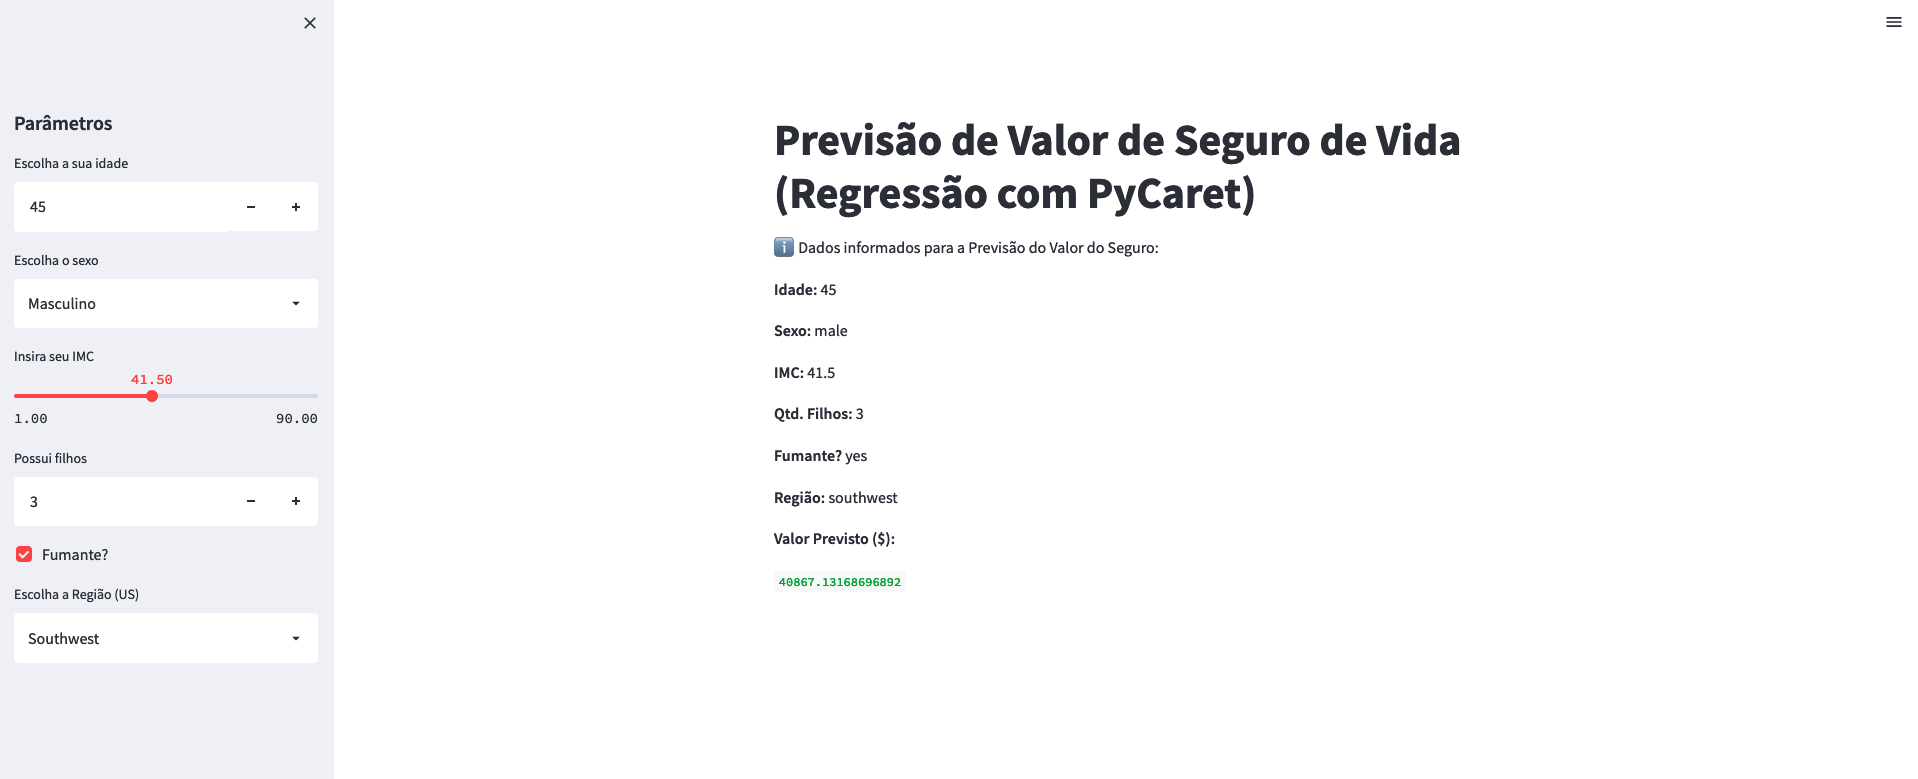 Parâmetros
Escolha a sua idade
45
Escolha o sexo
Masculino
Insira seu IMC
41.50
1.00 90.00
Possui filhos
3
Fumante?
Escolha a Região (US)
Southwest
Previsão de Valor de Seguro de Vida
(Regressão com PyCaret)
ℹ️ Dados informados para a Previsão do Valor do Seguro:
Idade: 45
Sexo: male
IMC: 41.5
Qtd. Filhos: 3
Fumante? yes
Região: southwest
Valor Previsto ($):
40867.13168696892